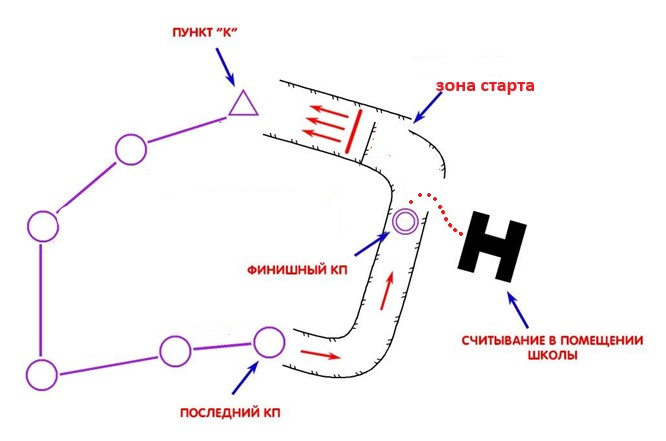 ПУНКТ "К"
зона старта
ФИНИШНЫЙ КП
СЧИТЫВАНИЕ В ПОМЕЩЕНИИ
ШКОЛЫ
ПОСЛЕДНИЙ КП